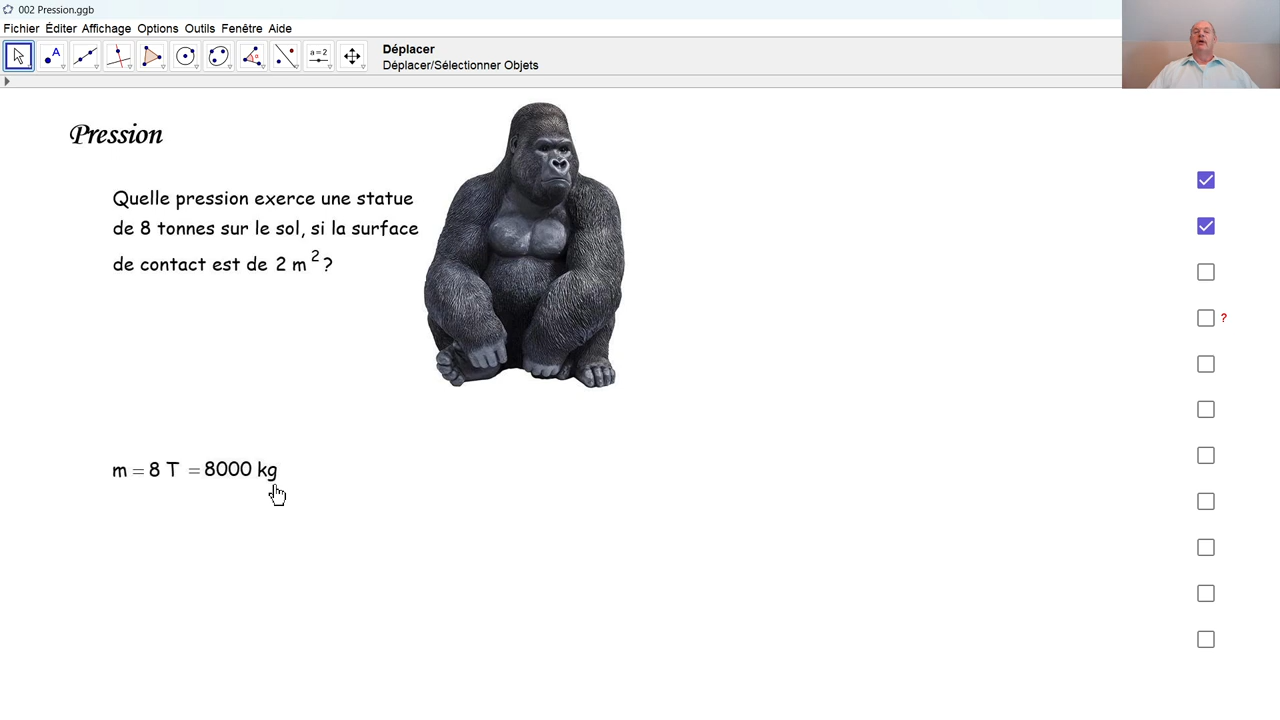 002 Pression.ggb
Fichier Éditer Affichage Options Outils Fenêtre Aide
A
a=2
Déplacer
Déplacer/Sélectionner Objets
Pression
Quelle pression exerce une statue
de 8 tonnes sur le sol, si la surface
de contact est de 2 m² ?
?
m = 8 T = 8000 kg